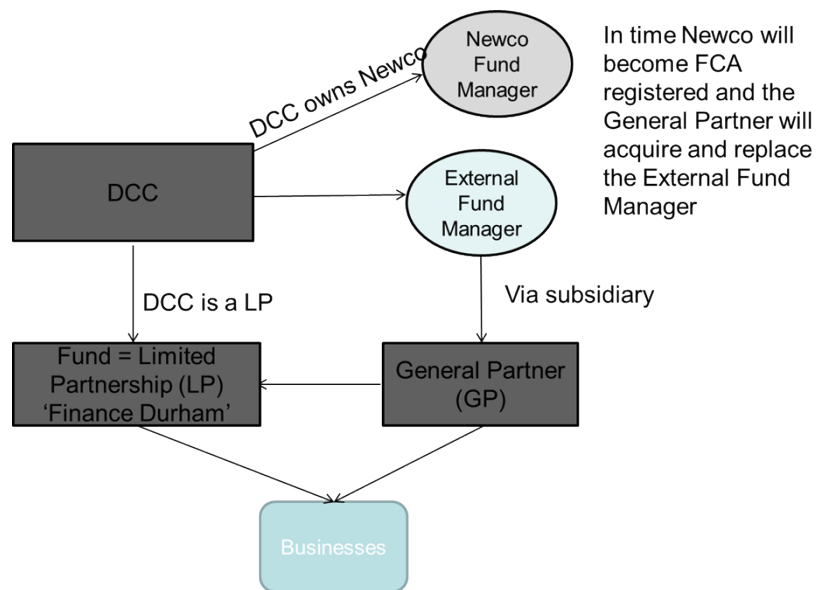 Newco
Fund
Manager
In time Newco will
become FCA
registered and the
General Partner will
acquire and replace
the External Fund
Manager
DCC owns Newco
DCC
External
Fund
Manager
DCC is a LP
Via subsidiary
Fund = Limited
Partnership (LP)
‘Finance Durham’
General Partner
(GP)
Businesses